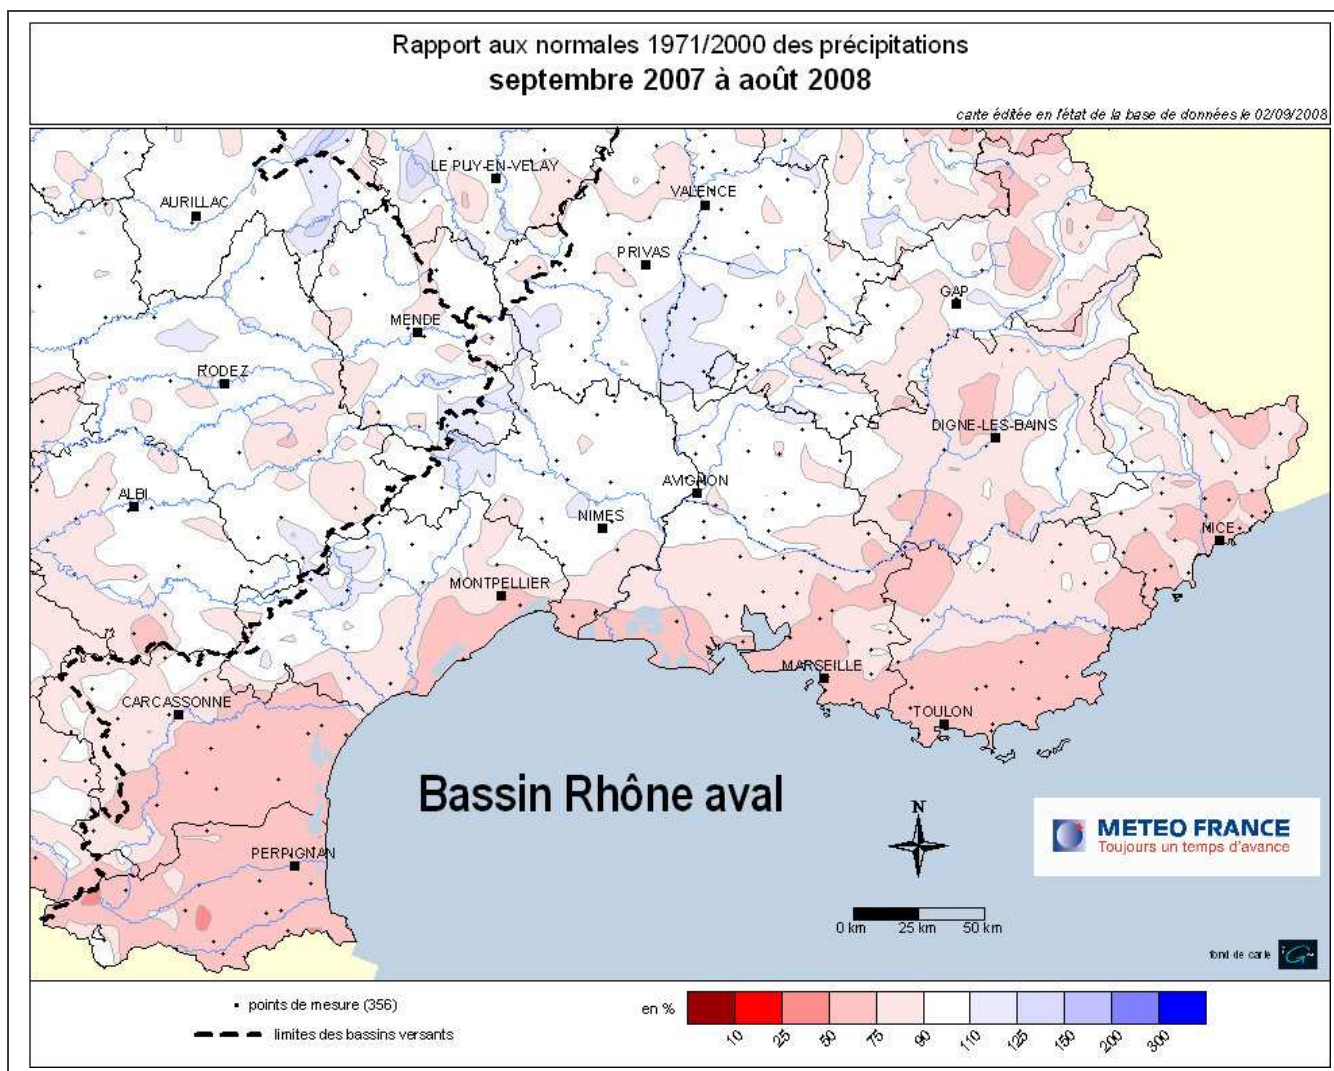 Rapport aux normales 1971/2000 des précipitations
septembre 2007 à août 2008
carte éditée en l'état de la base de données le 02/09/2008
LE PUY-EN-VELAY
AURILLAC
VALENCE
PRIVAS
GAP
MENDE
RODEZ
DIGNE-LES-BAINS
AVIGNON
ALBI
NIMES
NICE
MONTPELLIER
MARSEILLE
CARCASSONNE
TOULON
Bassin Rhône aval
N
METEO FRANCE
Toujours un temps d'avance
PERPIGNAN
0 km 25 km 50 km
fond de carte
points de mesure (356)
limites des bassins versants
en %
10 25 50 75 90 110 125 150 200 300